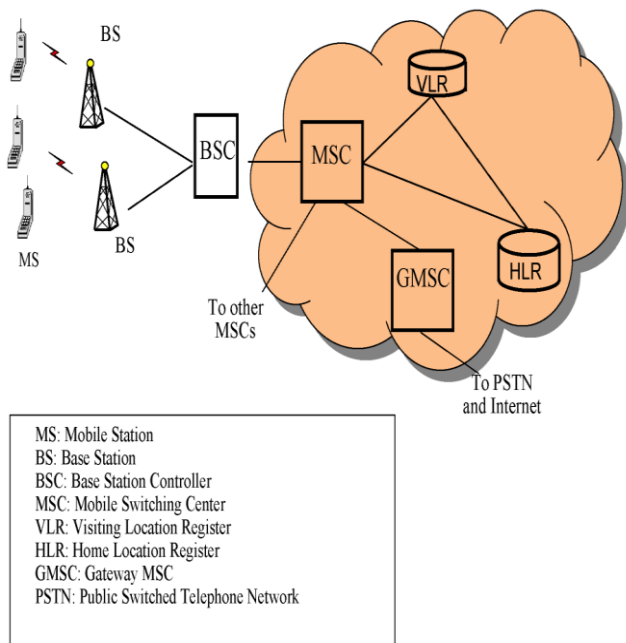 BS
VLR
BSC
MSC
BS
MS
HLR
GMSC
To other
MSCs
To PSTN
and Internet
MS: Mobile Station
BS: Base Station
BSC: Base Station Controller
MSC: Mobile Switching Center
VLR: Visiting Location Register
HLR: Home Location Register
GMSC: Gateway MSC
PSTN: Public Switched Telephone Network